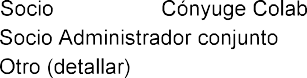 Socio Cónyuge Colab
Socio Administrador conjunto
Otro (detallar)